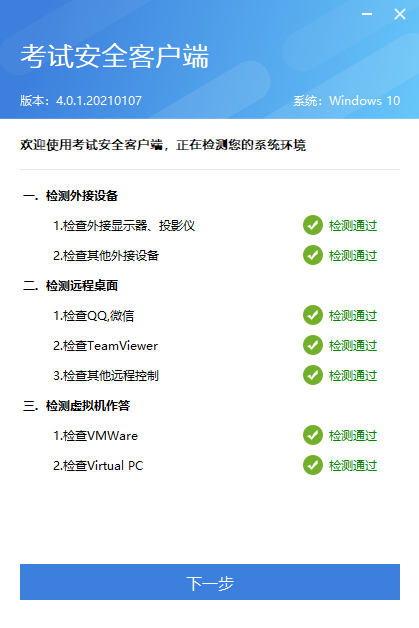 考试安全客户端
版本：4.0.1.20210107 系统：Windows 10
欢迎使用考试安全客户端，正在检测您的系统环境
一. 检测外接设备
1.检查外接显示器、投影仪 检测通过
2.检查其他外接设备 检测通过
二. 检测远程桌面
1.检查QQ,微信 检测通过
2.检查TeamViewer 检测通过
3.检查其他远程控制 检测通过
三. 检测虚拟机作答
1.检查VMWare 检测通过
2.检查Virtual PC 检测通过
下一步